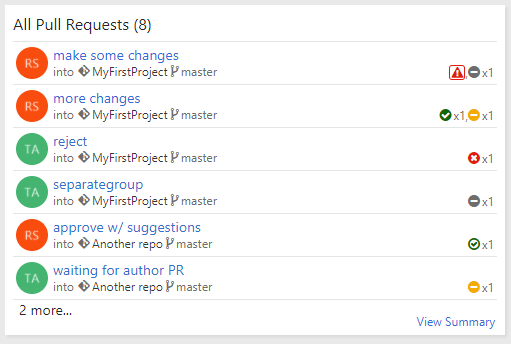 All Pull Requests (8)
RS make some changes
into MyFirstProject master x1
RS more changes
into MyFirstProject master x1, x1
TA reject
into MyFirstProject master x1
TA separategroup
into MyFirstProject master x1
RS approve w/ suggestions
into Another repo master x1
TA waiting for author PR
into Another repo master x1
2 more...
View Summary